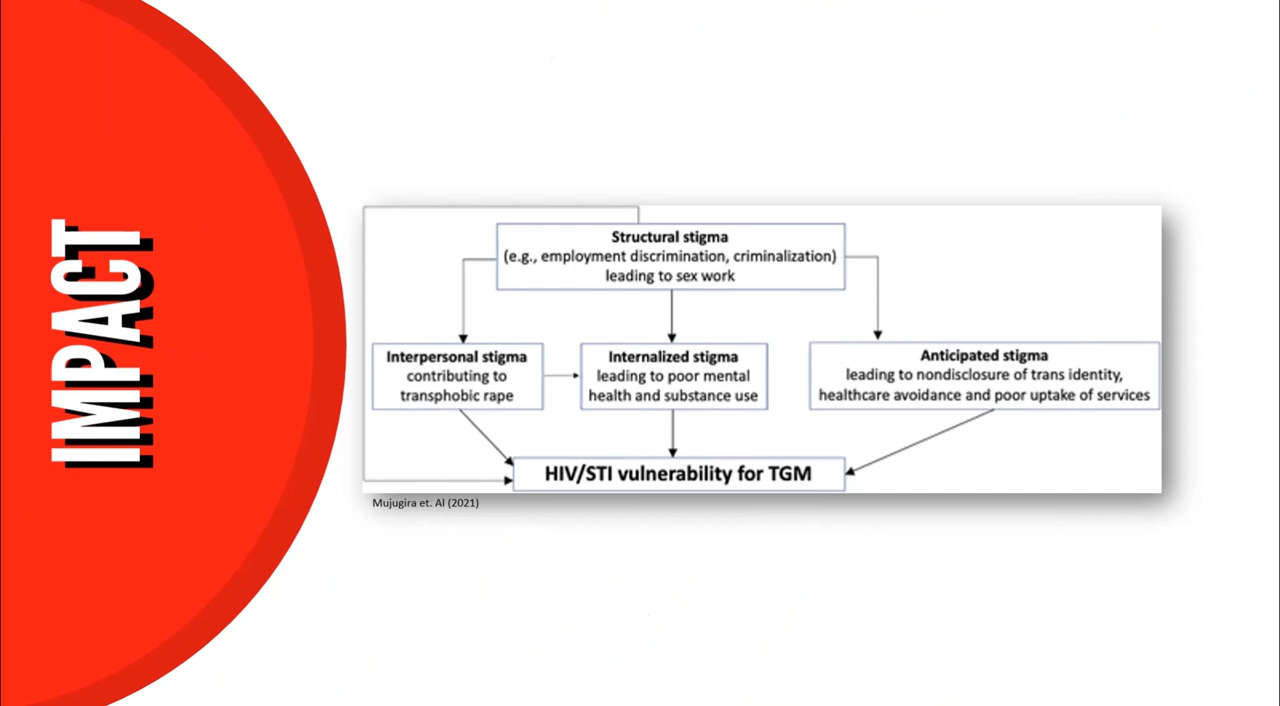 IMPACT
Structural stigma
(e.g., employment discrimination, criminalization)
leading to sex work
Interpersonal stigma
contributing to
transphobic rape
Internalized stigma
leading to poor mental
health and substance use
Anticipated stigma
leading to nondisclosure of trans identity,
healthcare avoidance and poor uptake of services
HIV/STI vulnerability for TGM
Mujugira et. Al (2021)